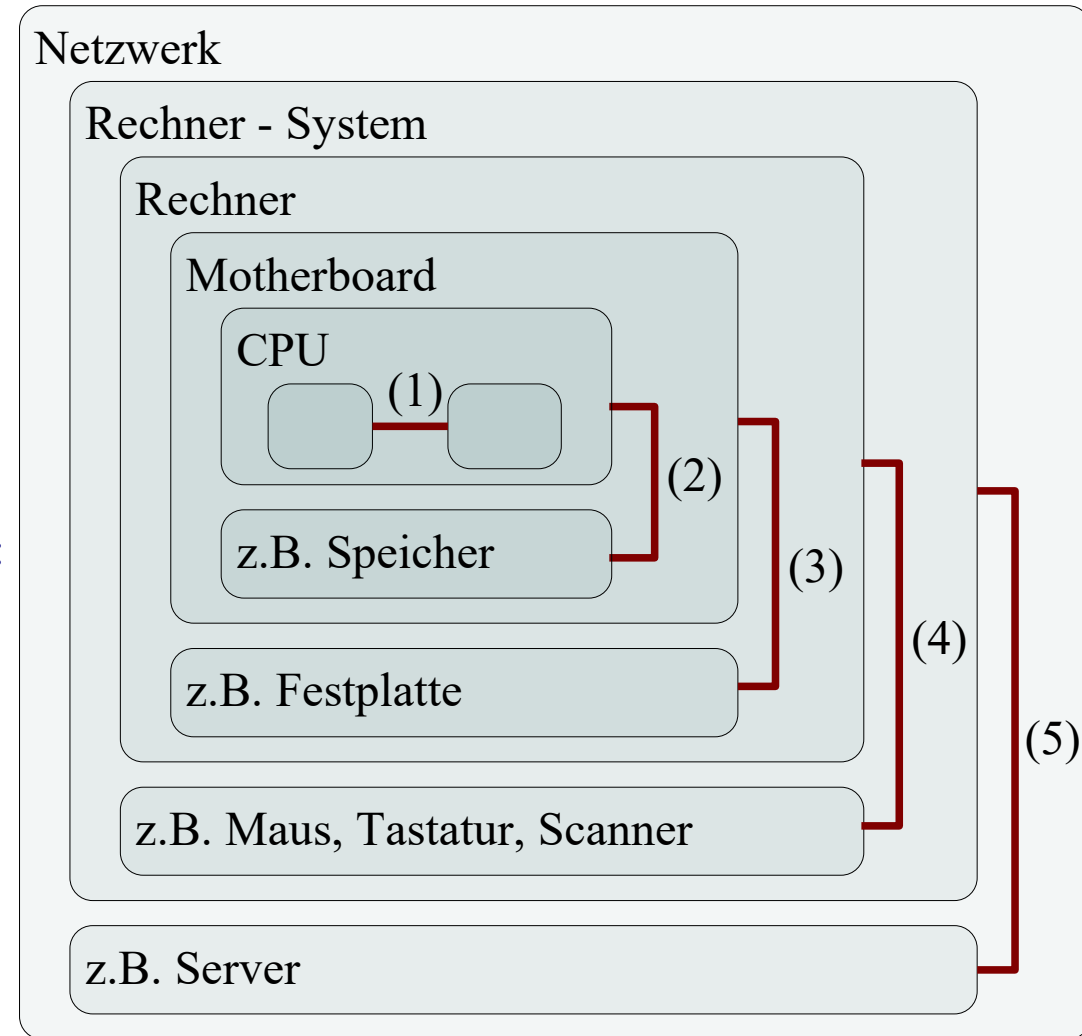 Netzwerk
Rechner - System
Rechner
Motherboard
CPU
(1)
(2)
z.B. Speicher
(3)
z.B. Festplatte
(4)
z.B. Maus, Tastatur, Scanner
(5)
z.B. Server